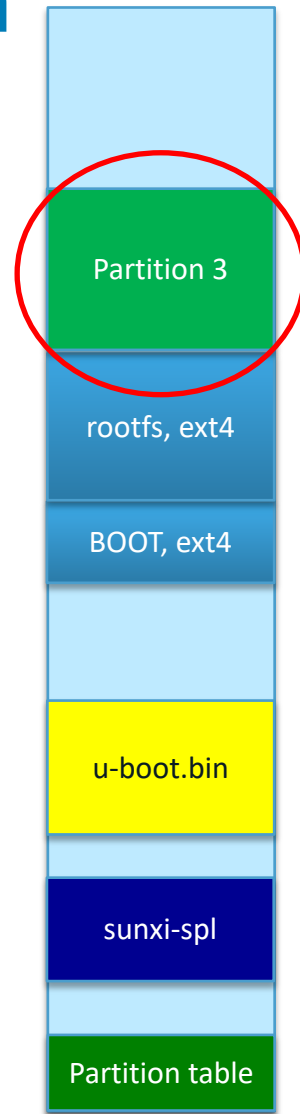 Partition 3
rootfs, ext4
BOOT, ext4
u-boot.bin
sunxi-spl
Partition table